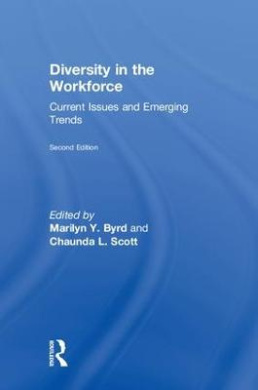 Diversity in the
Workforce
Current Issues and Emerging
Trends
Second Edition
Edited by
Marilyn Y. Byrd and
Chaunda L. Scott
ROUTLEDGE